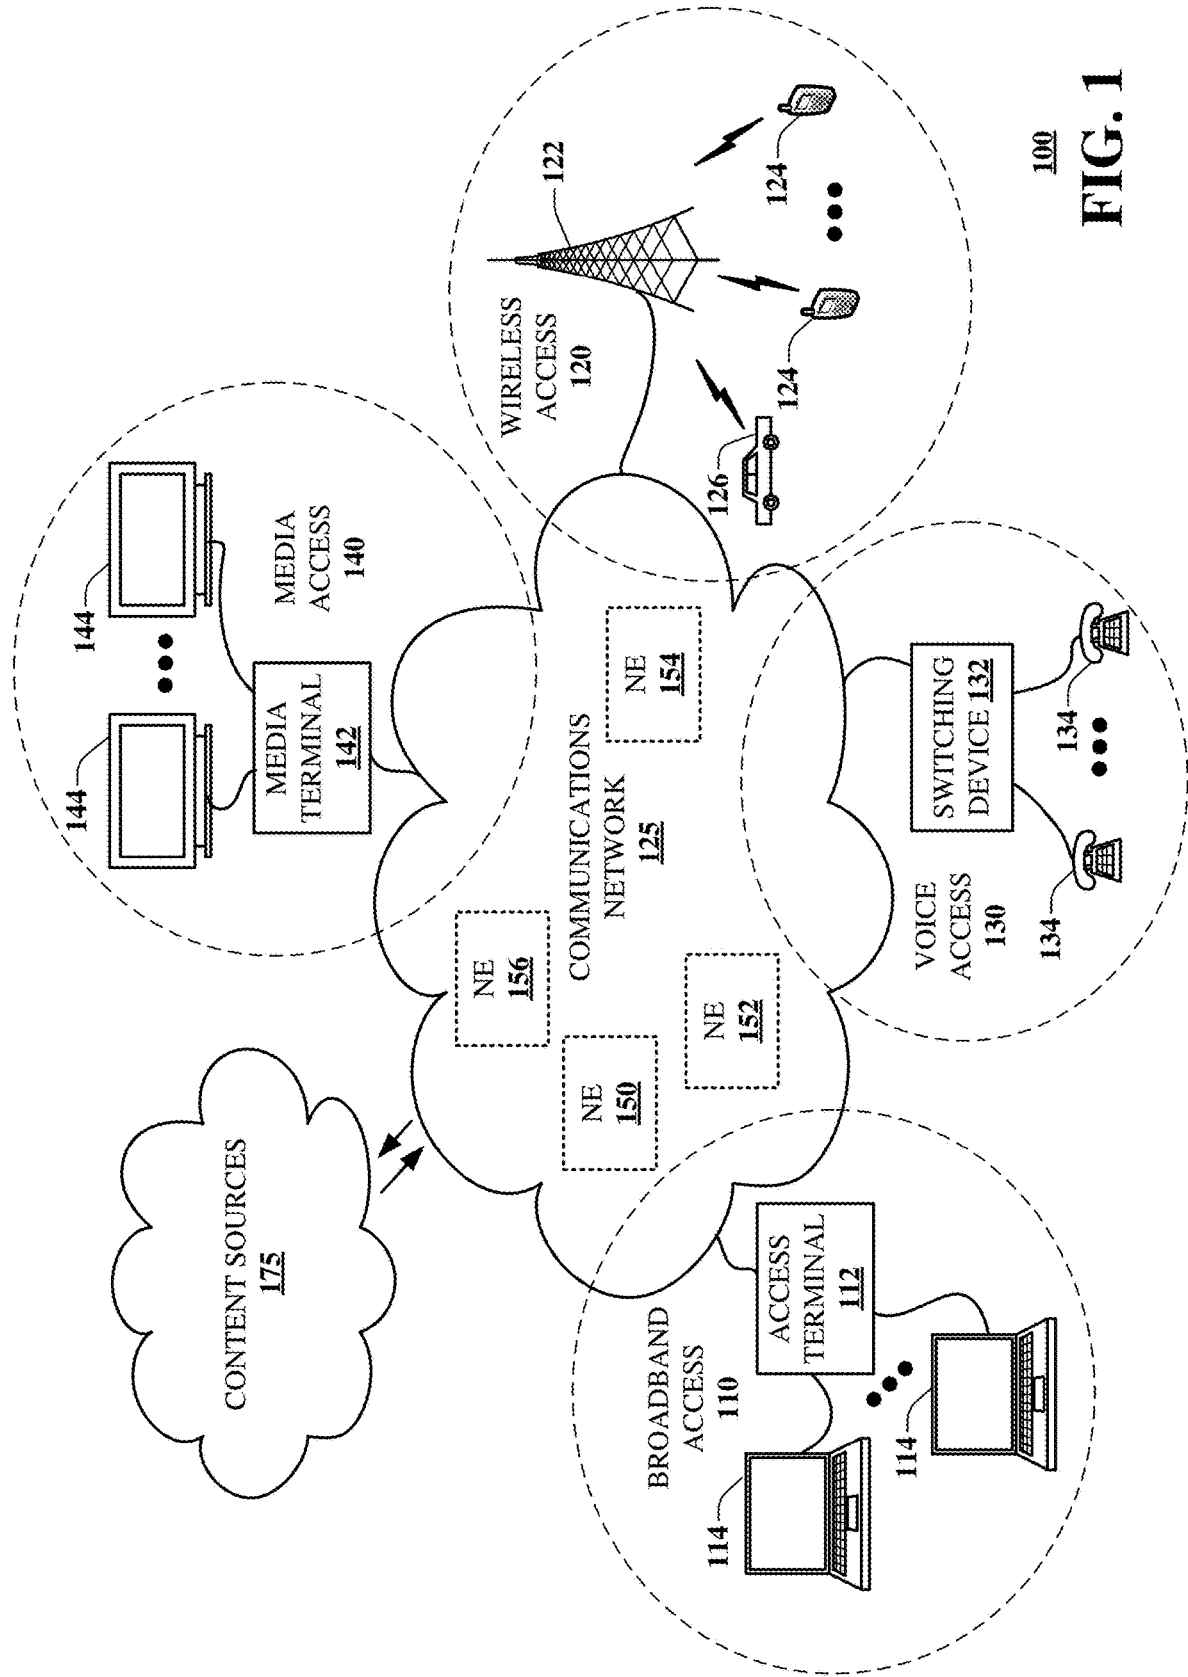 CONTENT SOURCES
175
144
144
MEDIA
TERMINAL
142
MEDIA
ACCESS
140
NE
156
NE
150
NE
152
COMMUNICATIONS
NETWORK
125
NE
154
WIRELESS
ACCESS
120
122
124
124
126
BROADBAND
ACCESS
110
ACCESS
TERMINAL
112
114
114
VOICE
ACCESS
130
SWITCHING
DEVICE 132
134
134
100
FIG. 1